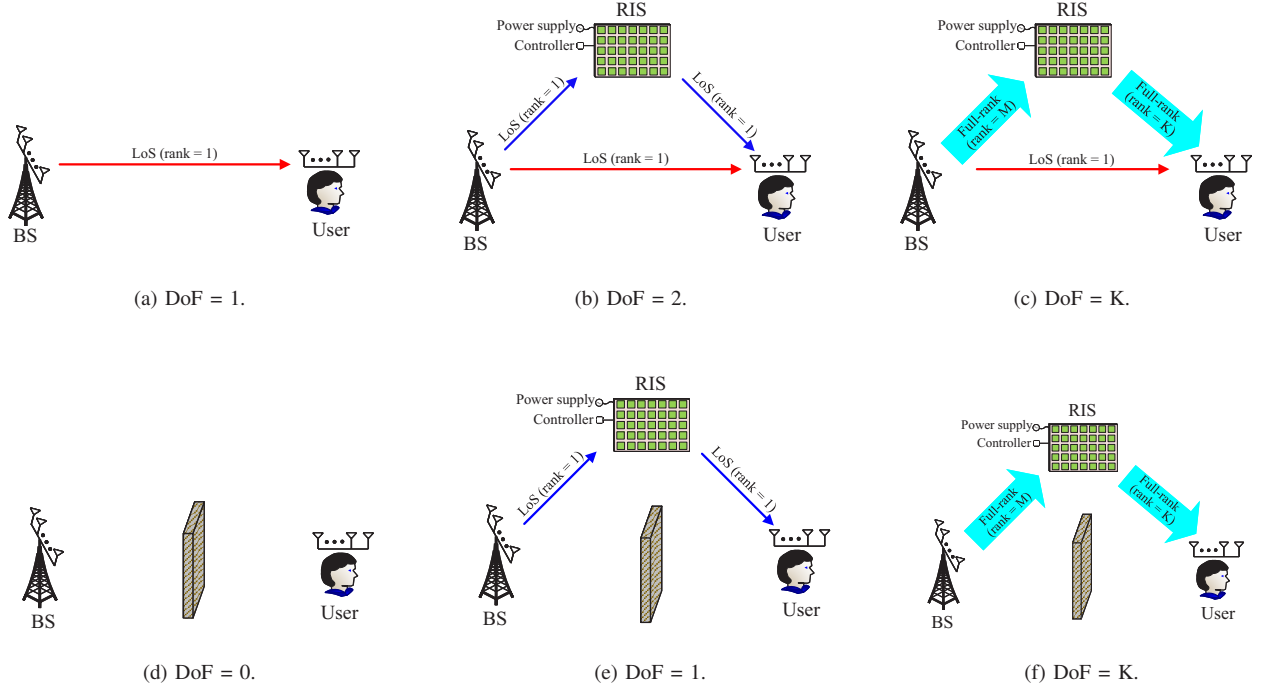 LoS (rank = 1)
BS
User
(a) DoF = 1.
RIS
Power supply
Controller
LoS (rank = 1)
LoS (rank = 1)
LoS (rank = 1)
BS
User
(b) DoF = 2.
RIS
Power supply
Controller
Full-rank
(rank = M)
Full-rank
(rank = K)
LoS (rank = 1)
BS
User
(c) DoF = K.
BS
User
(d) DoF = 0.
RIS
Power supply
Controller
LoS (rank = 1)
LoS (rank = 1)
BS
User
(e) DoF = 1.
RIS
Power supply
Controller
Full-rank
(rank = M)
Full-rank
(rank = K)
BS
User
(f) DoF = K.